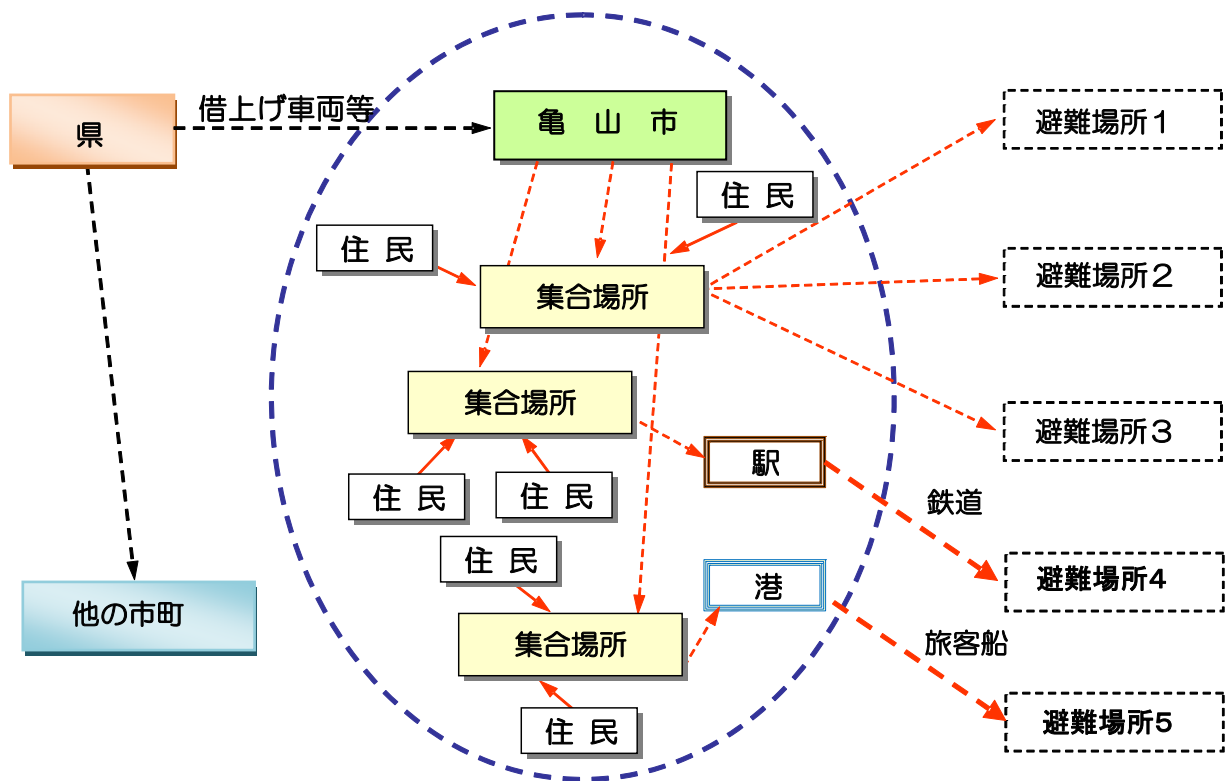 県
借上げ車両等
亀 山 市
避難場所1
住 民
住 民
避難場所2
集合場所
集合場所
避難場所3
駅
住 民
住 民
鉄道
住 民
港
避難場所4
他の市町
集合場所
旅客船
住 民
避難場所5